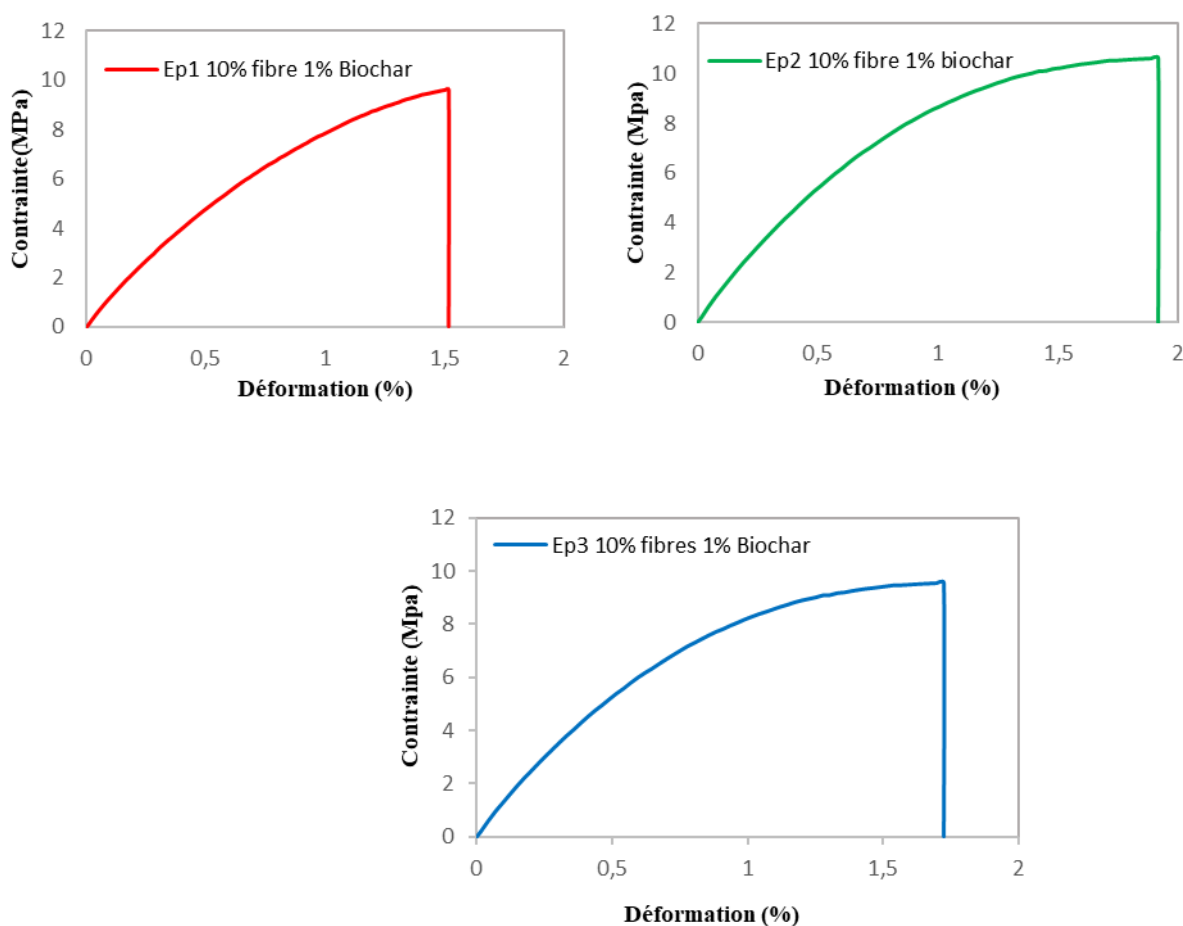 12
10
8
6
4
2
0
Contrainte(MPa)
Ep1 10% fibre 1% Biochar
0 0,5 1 1,5 2
Déformation (%)
12
10
8
6
4
2
0
Contrainte (Mpa)
Ep2 10% fibre 1% biochar
0 0,5 1 1,5 2
Déformation (%)
12
10
8
6
4
2
0
Contrainte (Mpa)
Ep3 10% fibres 1% Biochar
0 0,5 1 1,5 2
Déformation (%)